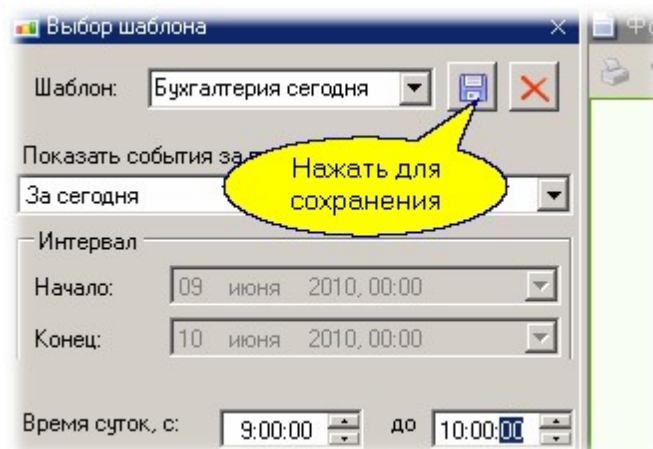 Выбор шаблона
Шаблон: Бухгалтерия сегодня
Показать события за
Нажать для
сохранения
За сегодня
Интервал
Начало: 09 июня 2010, 00:00
Конец: 10 июня 2010, 00:00
Время суток, с: 9:00:00 до 10:00:00